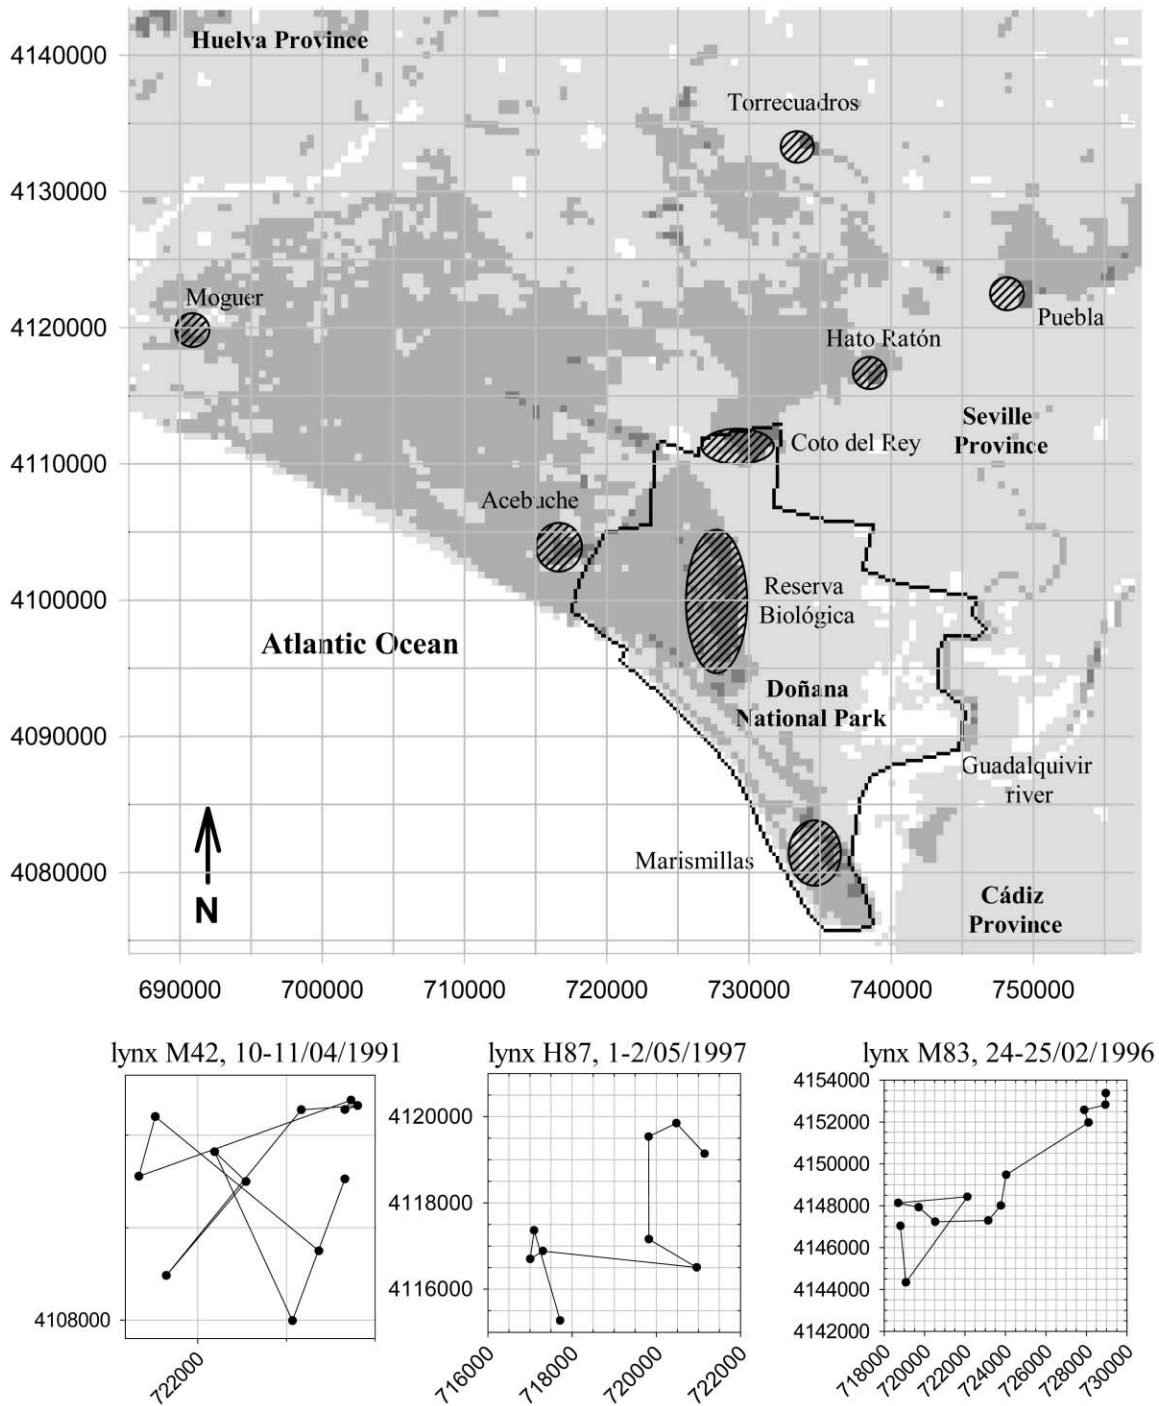 4140000
Huelva Province
Torrecuadros
4130000
Moguer
4120000
Puebla
Hato Ratón
Seville
Province
4110000
Coto del Rey
Acebuche
4100000
Reserva
Biológica
Atlantic Ocean
Doñana
National Park
4090000
Guadalquivir
river
Marismillas
4080000
N
Cádiz
Province
690000 700000 710000 720000 730000 740000 750000
lynx M42, 10-11/04/1991
4108000
722000
lynx H87, 1-2/05/1997
4120000
4118000
4116000
716000 718000 720000 722000
lynx M83, 24-25/02/1996
4154000
4152000
4150000
4148000
4146000
4144000
4142000
718000 720000 722000 724000 726000 728000 730000